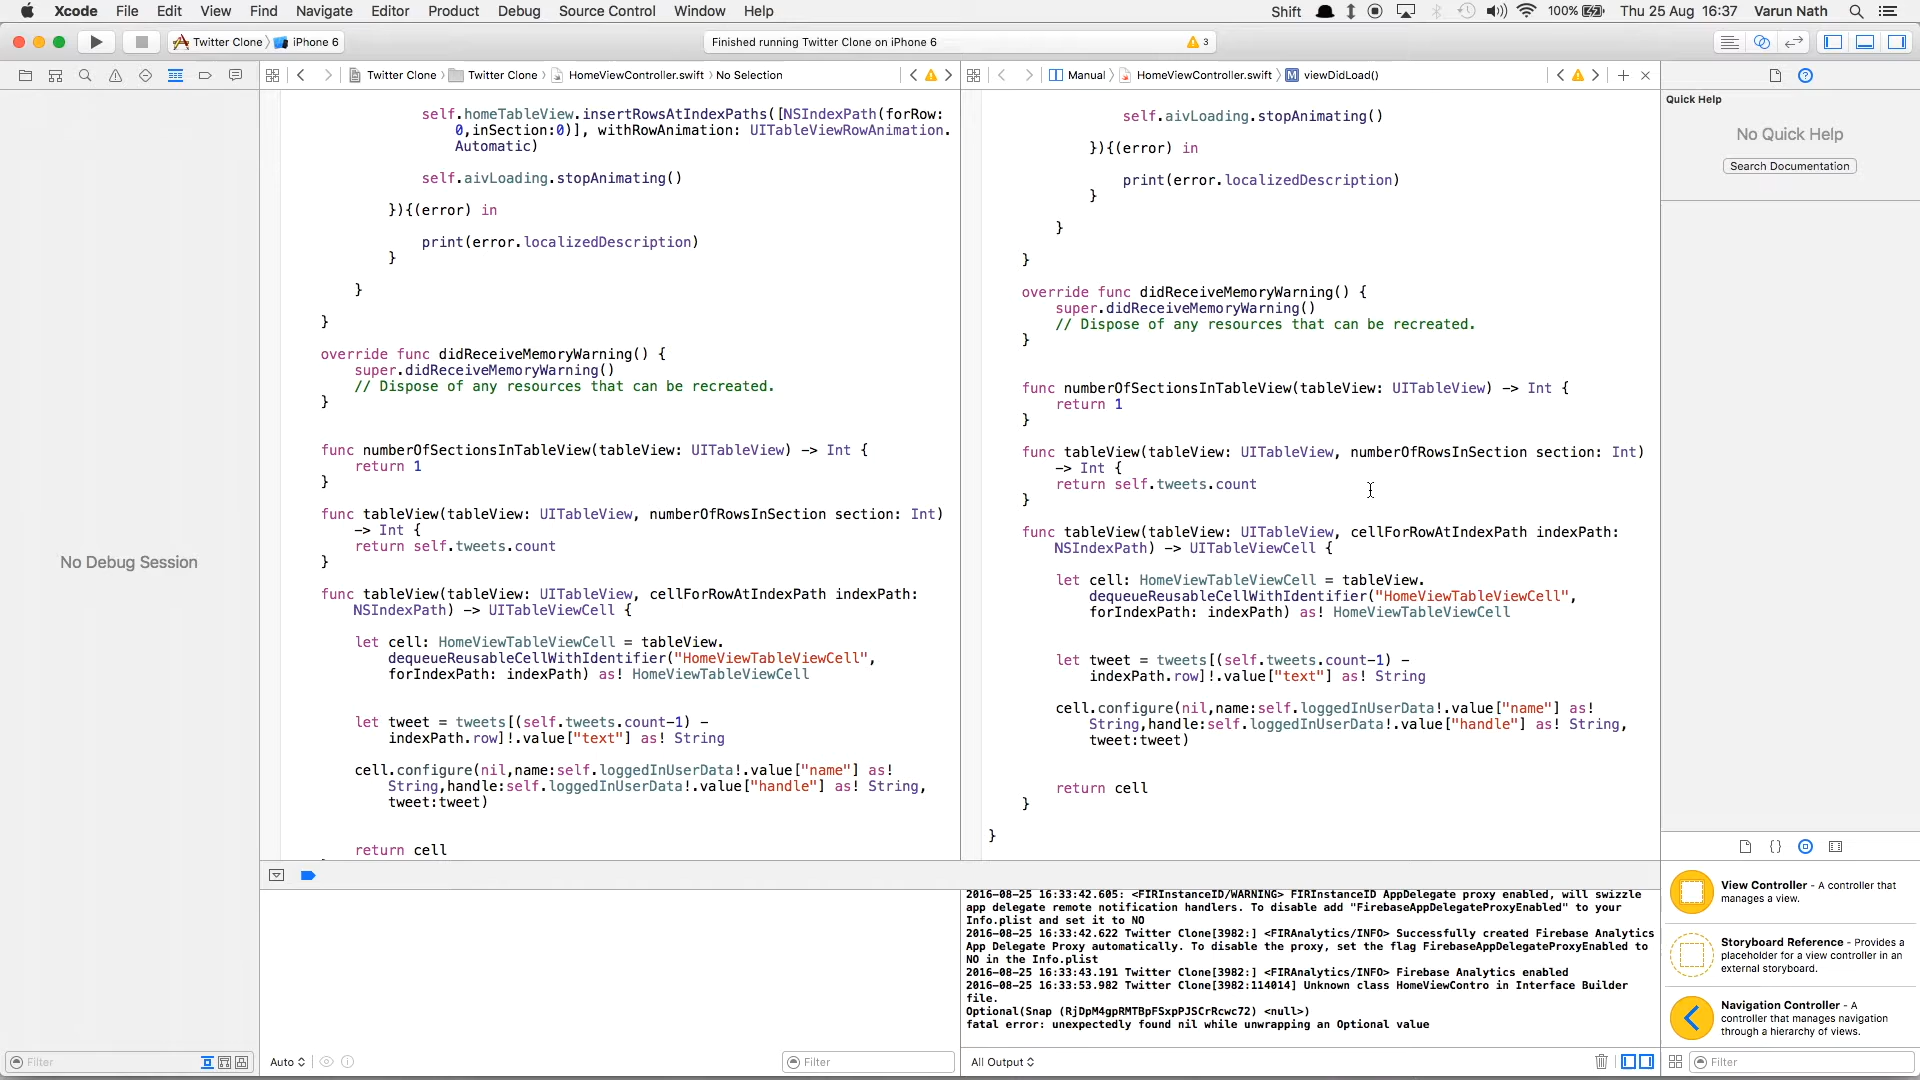 Xcode File Edit View Find Navigate Editor Product Debug Source Control Window Help Shift 100% Thu 25 Aug 16:37 Varun Nath
Twitter Clone iPhone 6 Finished running Twitter Clone on iPhone 6 3
Twitter Clone Twitter Clone HomeViewController.swift No Selection
self.homeTableView.insertRowsAtIndexPaths([NSIndexPath(forRow:
0,inSection:0)], withRowAnimation: UITableViewRowAnimation.
Automatic)
self.aivLoading.stopAnimating()
}){(error) in
print(error.localizedDescription)
}
}
}
override func didReceiveMemoryWarning() {
super.didReceiveMemoryWarning()
// Dispose of any resources that can be recreated.
}
func numberOfSectionsInTableView(tableView: UITableView) -> Int {
return 1
}
func tableView(tableView: UITableView, numberOfRowsInSection section: Int)
-> Int {
return self.tweets.count
}
func tableView(tableView: UITableView, cellForRowAtIndexPath indexPath:
NSIndexPath) -> UITableViewCell {
let cell: HomeViewTableViewCell = tableView.
dequeueReusableCellWithIdentifier("HomeViewTableViewCell",
forIndexPath: indexPath) as! HomeViewTableViewCell
let tweet = tweets[(self.tweets.count-1) -
indexPath.row]!.value["text"] as! String
cell.configure(nil,name:self.loggedInUserData!.value["name"] as!
String,handle:self.loggedInUserData!.value["handle"] as! String,
tweet:tweet)
return cell
Manual HomeViewController.swift M viewDidLoad()
self.aivLoading.stopAnimating()
}){(error) in
print(error.localizedDescription)
}
}
}
override func didReceiveMemoryWarning() {
super.didReceiveMemoryWarning()
// Dispose of any resources that can be recreated.
}
func numberOfSectionsInTableView(tableView: UITableView) -> Int {
return 1
}
func tableView(tableView: UITableView, numberOfRowsInSection section: Int)
-> Int {
return self.tweets.count
}
func tableView(tableView: UITableView, cellForRowAtIndexPath indexPath:
NSIndexPath) -> UITableViewCell {
let cell: HomeViewTableViewCell = tableView.
dequeueReusableCellWithIdentifier("HomeViewTableViewCell",
forIndexPath: indexPath) as! HomeViewTableViewCell
let tweet = tweets[(self.tweets.count-1) -
indexPath.row]!.value["text"] as! String
cell.configure(nil,name:self.loggedInUserData!.value["name"] as!
String,handle:self.loggedInUserData!.value["handle"] as! String,
tweet:tweet)
return cell
}
}
Quick Help
No Quick Help
Search Documentation
No Debug Session
2016-08-25 16:33:42.605: <FIRInstanceID/WARNING> FIRInstanceID AppDelegate proxy enabled, will swizzle
app delegate remote notification handlers. To disable add "FirebaseAppDelegateProxyEnabled" to your
Info.plist and set it to NO
2016-08-25 16:33:42.622 Twitter Clone[3982:] <FIRAnalytics/INFO> Successfully created Firebase Analytics
App Delegate Proxy automatically. To disable the proxy, set the flag FirebaseAppDelegateProxyEnabled to
NO in the Info.plist
2016-08-25 16:33:43.191 Twitter Clone[3982:] <FIRAnalytics/INFO> Firebase Analytics enabled
2016-08-25 16:33:53.982 Twitter Clone[3982:114014] Unknown class HomeViewContro in Interface Builder
file.
Optional(Snap (RjDpM4gpRMTBpFSxpPJSCrRcwc72) <null>)
fatal error: unexpectedly found nil while unwrapping an Optional value
View Controller - A controller that
manages a view.
Storyboard Reference - Provides a
placeholder for a view controller in an
external storyboard.
Navigation Controller - A
controller that manages navigation
through a hierarchy of views.
Filter
Auto
Filter
All Output
Filter